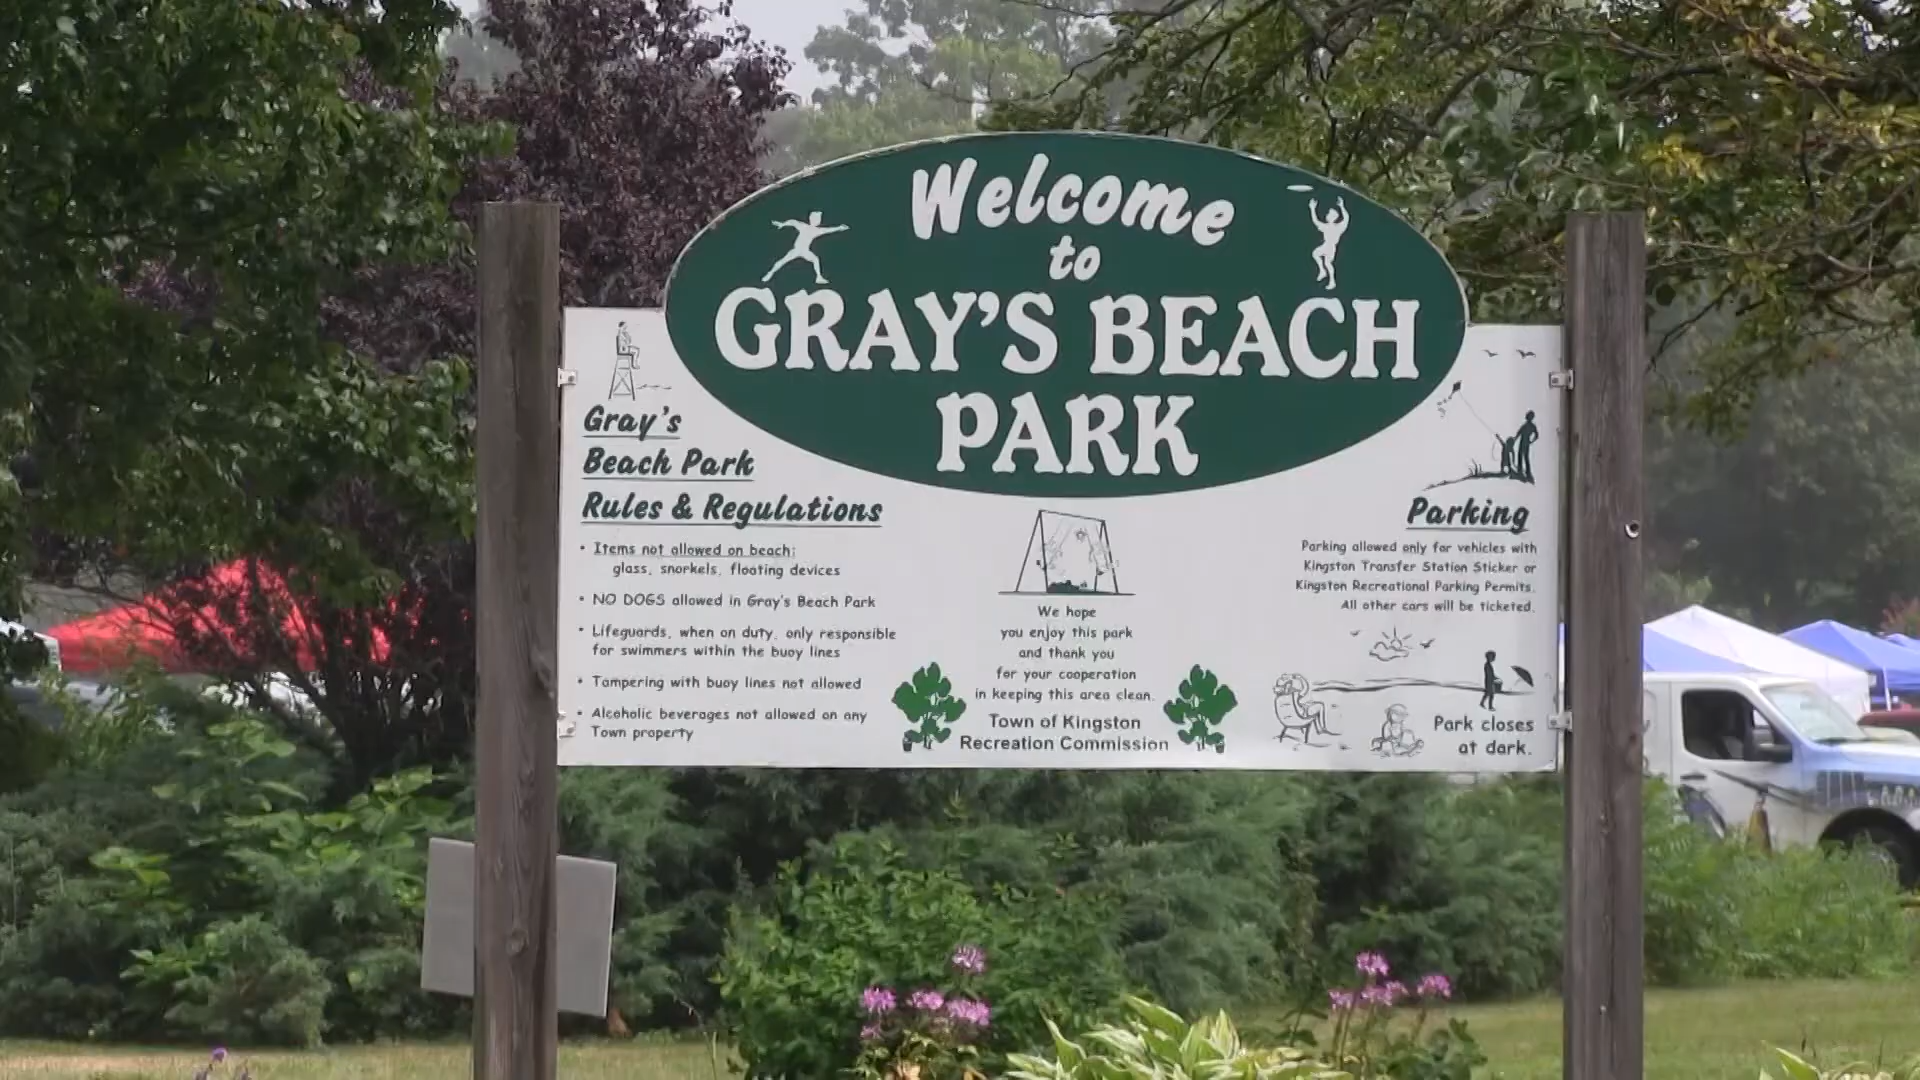 Welcome
to
GRAY'S BEACH
PARK
Gray's
Beach Park
Rules & Regulations
• Items not allowed on beach:
glass, snorkels, floating devices
• NO DOGS allowed in Gray's Beach Park
• Lifeguards, when on duty, only responsible
for swimmers within the buoy lines
• Tampering with buoy lines not allowed
• Alcoholic beverages not allowed on any
Town property
We hope
you enjoy this park
and thank you
for your cooperation
in keeping this area clean.
Town of Kingston
Recreation Commission
Parking
Parking allowed only for vehicles with
Kingston Transfer Station Sticker or
Kingston Recreational Parking Permits.
All other cars will be ticketed.
Park closes
at dark.